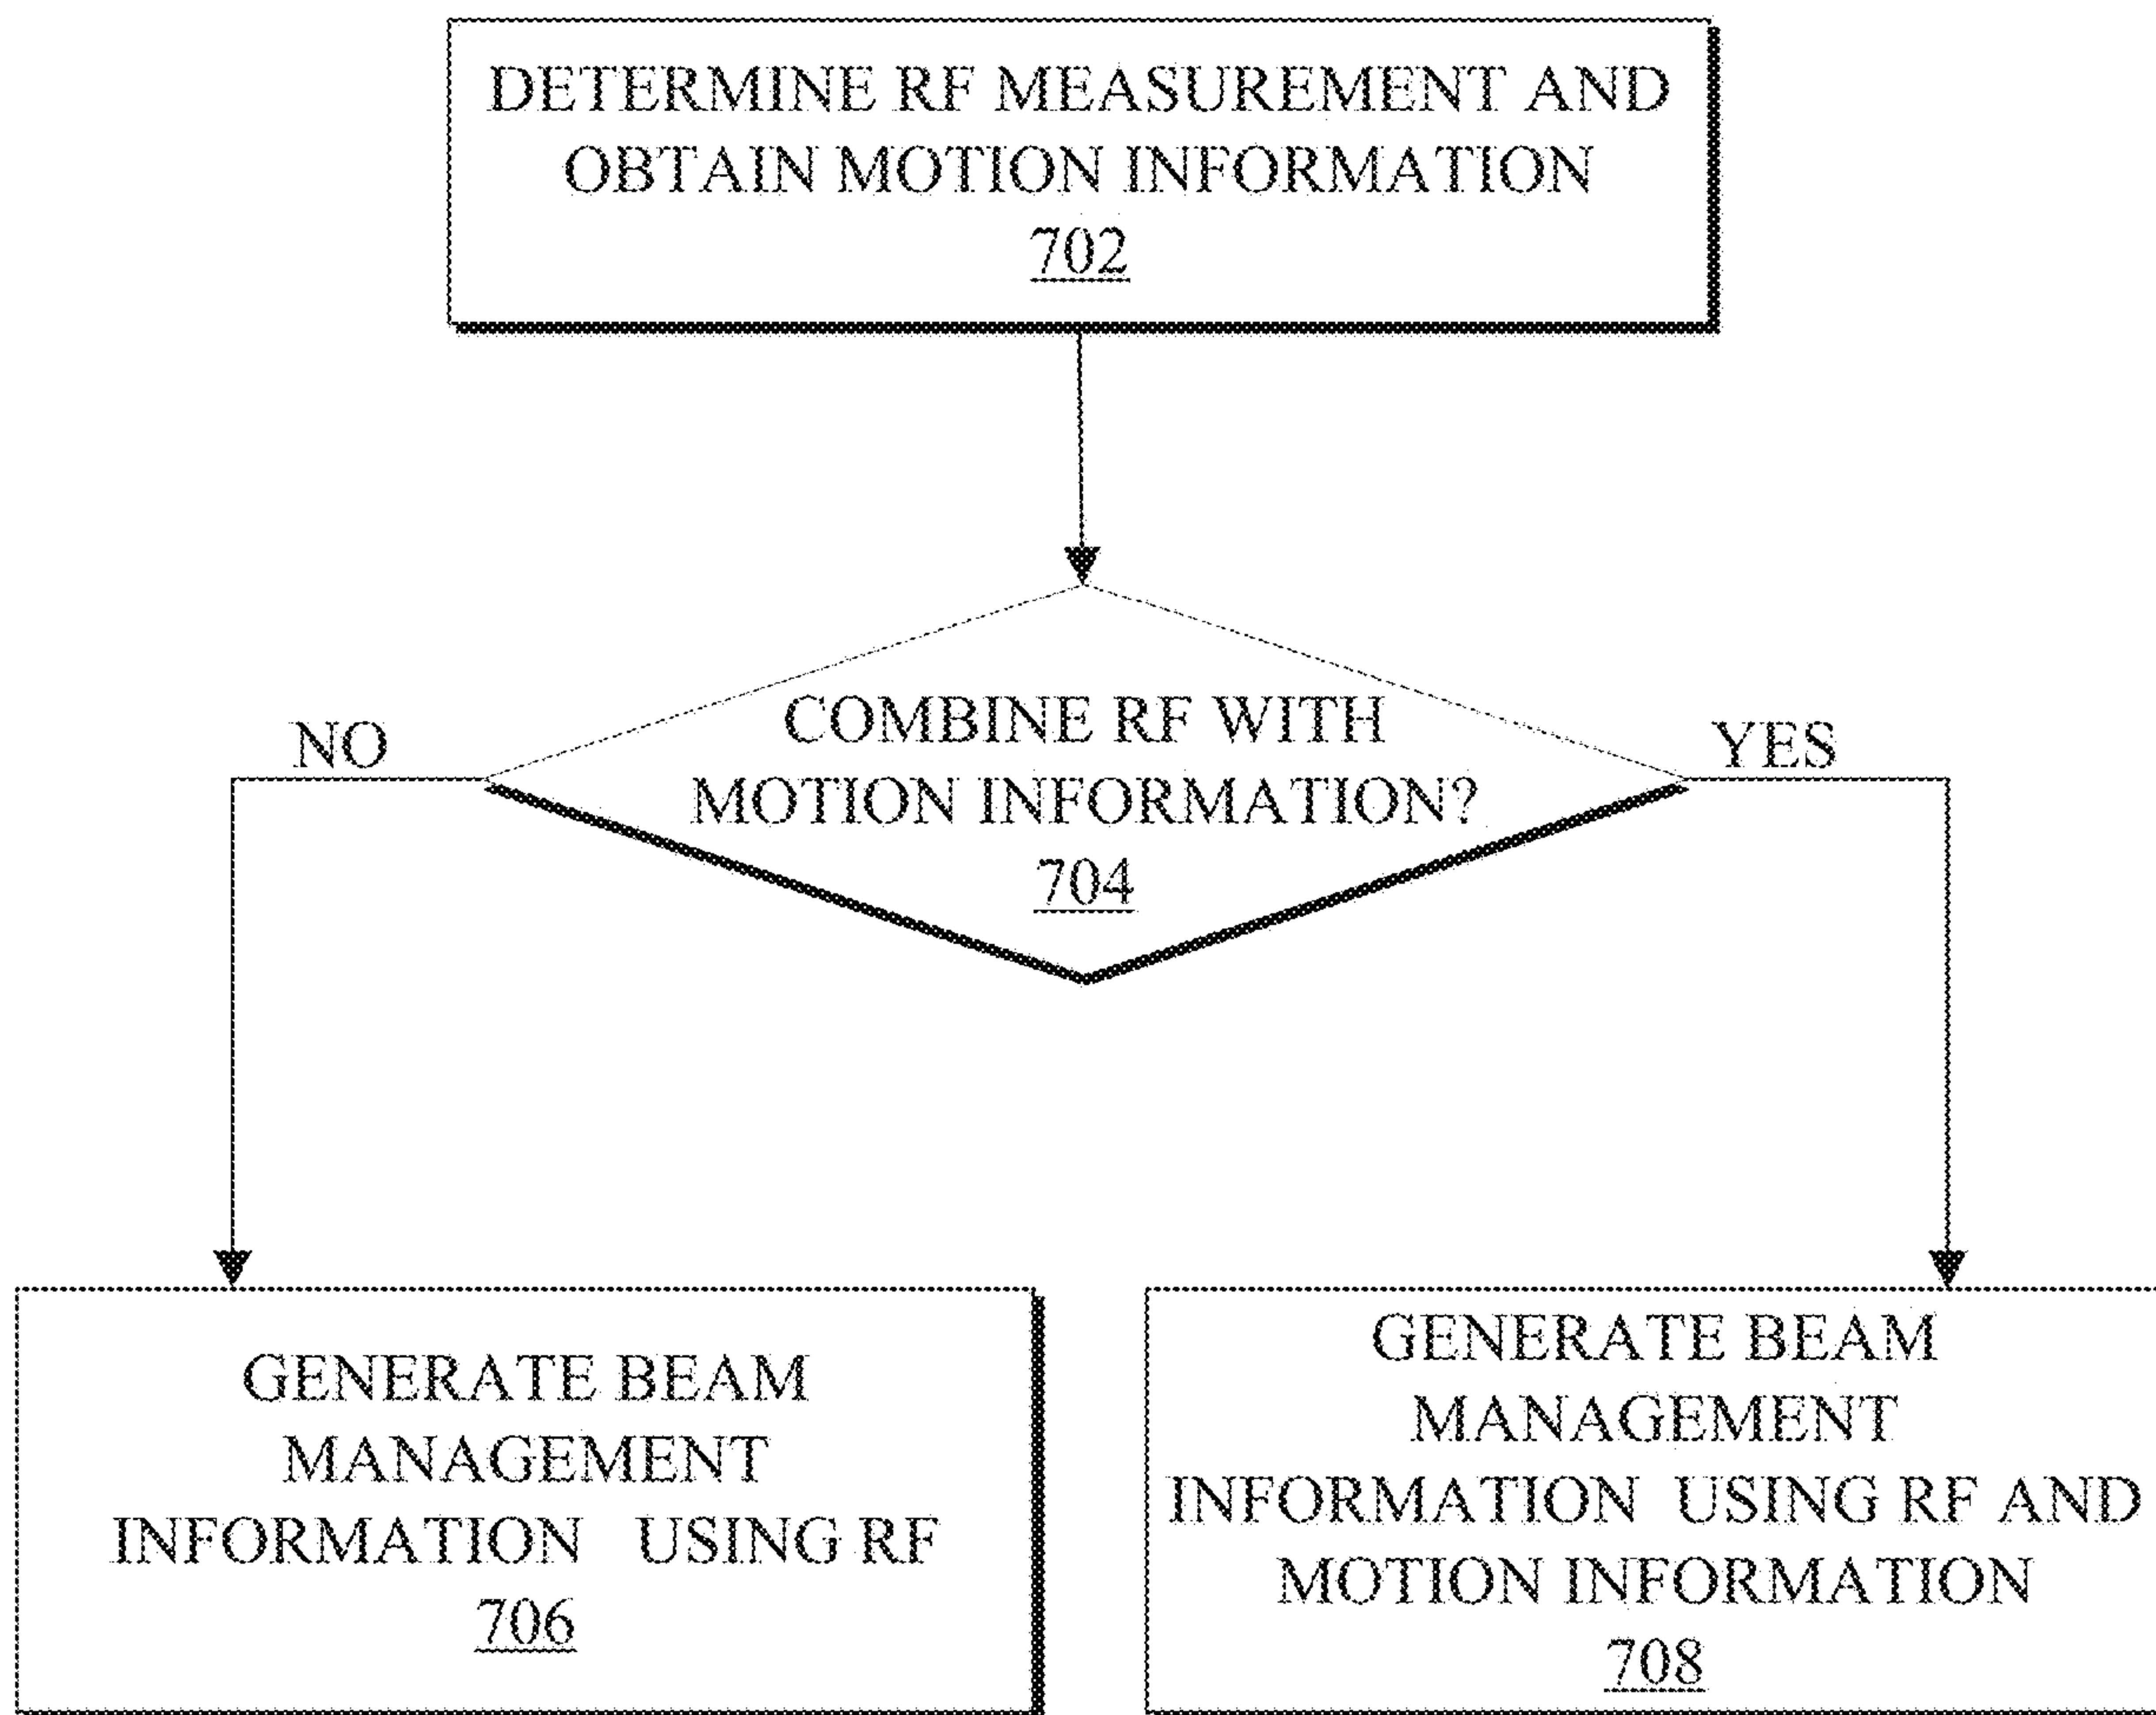 DETERMINE RF MEASUREMENT AND
OBTAIN MOTION INFORMATION
702
COMBINE RF WITH
MOTION INFORMATION?
704
NO
YES
GENERATE BEAM
MANAGEMENT
INFORMATION USING RF
706
GENERATE BEAM
MANAGEMENT
INFORMATION USING RF AND
MOTION INFORMATION
708